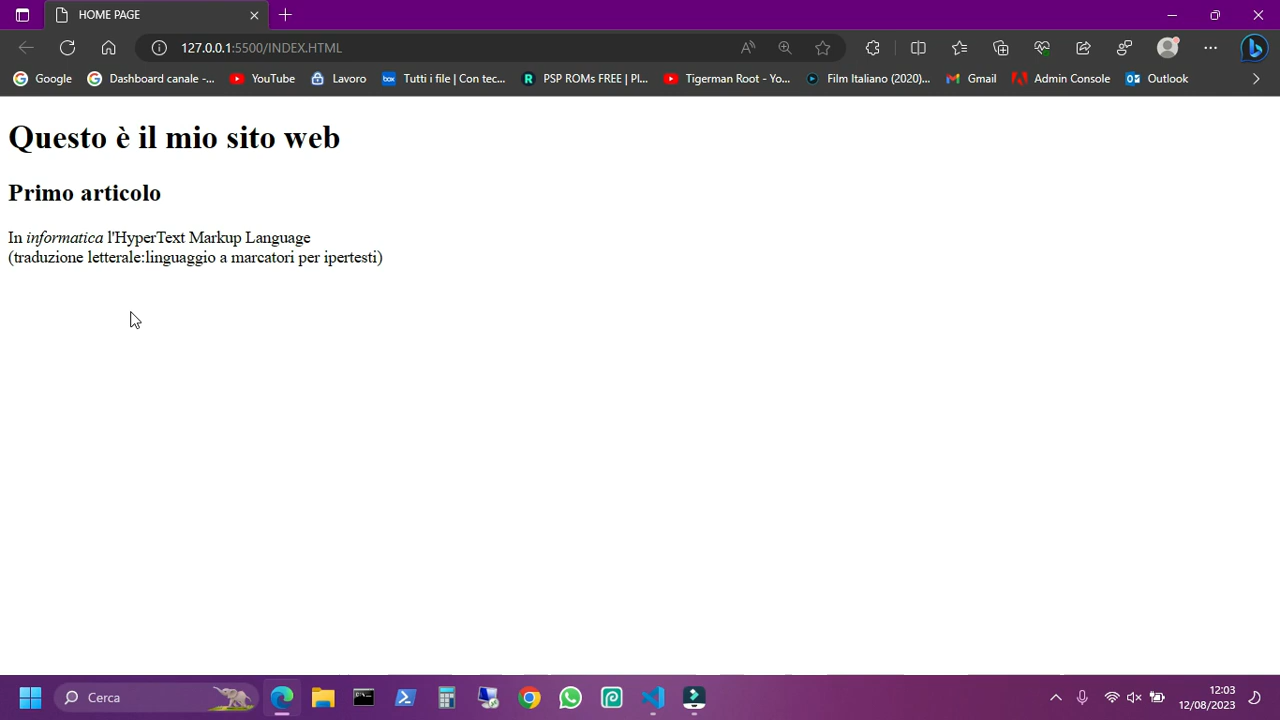 HOME PAGE
127.0.0.1:5500/INDEX.HTML
Google
Dashboard canale -...
YouTube
Lavoro
box
Tutti i file | Con tec...
R
PSP ROMs FREE | Pl...
Tigerman Root - Yo...
Film Italiano (2020)...
Gmail
Admin Console
Outlook
Questo è il mio sito web
Primo articolo
In informatica l'HyperText Markup Language
(traduzione letterale:linguaggio a marcatori per ipertesti)
Cerca
12:03
12/08/2023